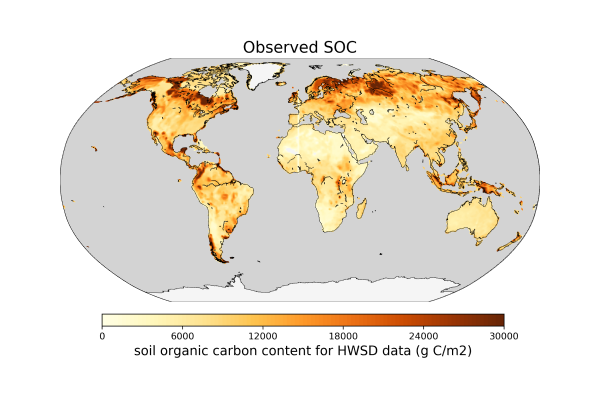 Observed SOC
0 6000 12000 18000 24000 30000
soil organic carbon content for HWSD data (g C/m2)